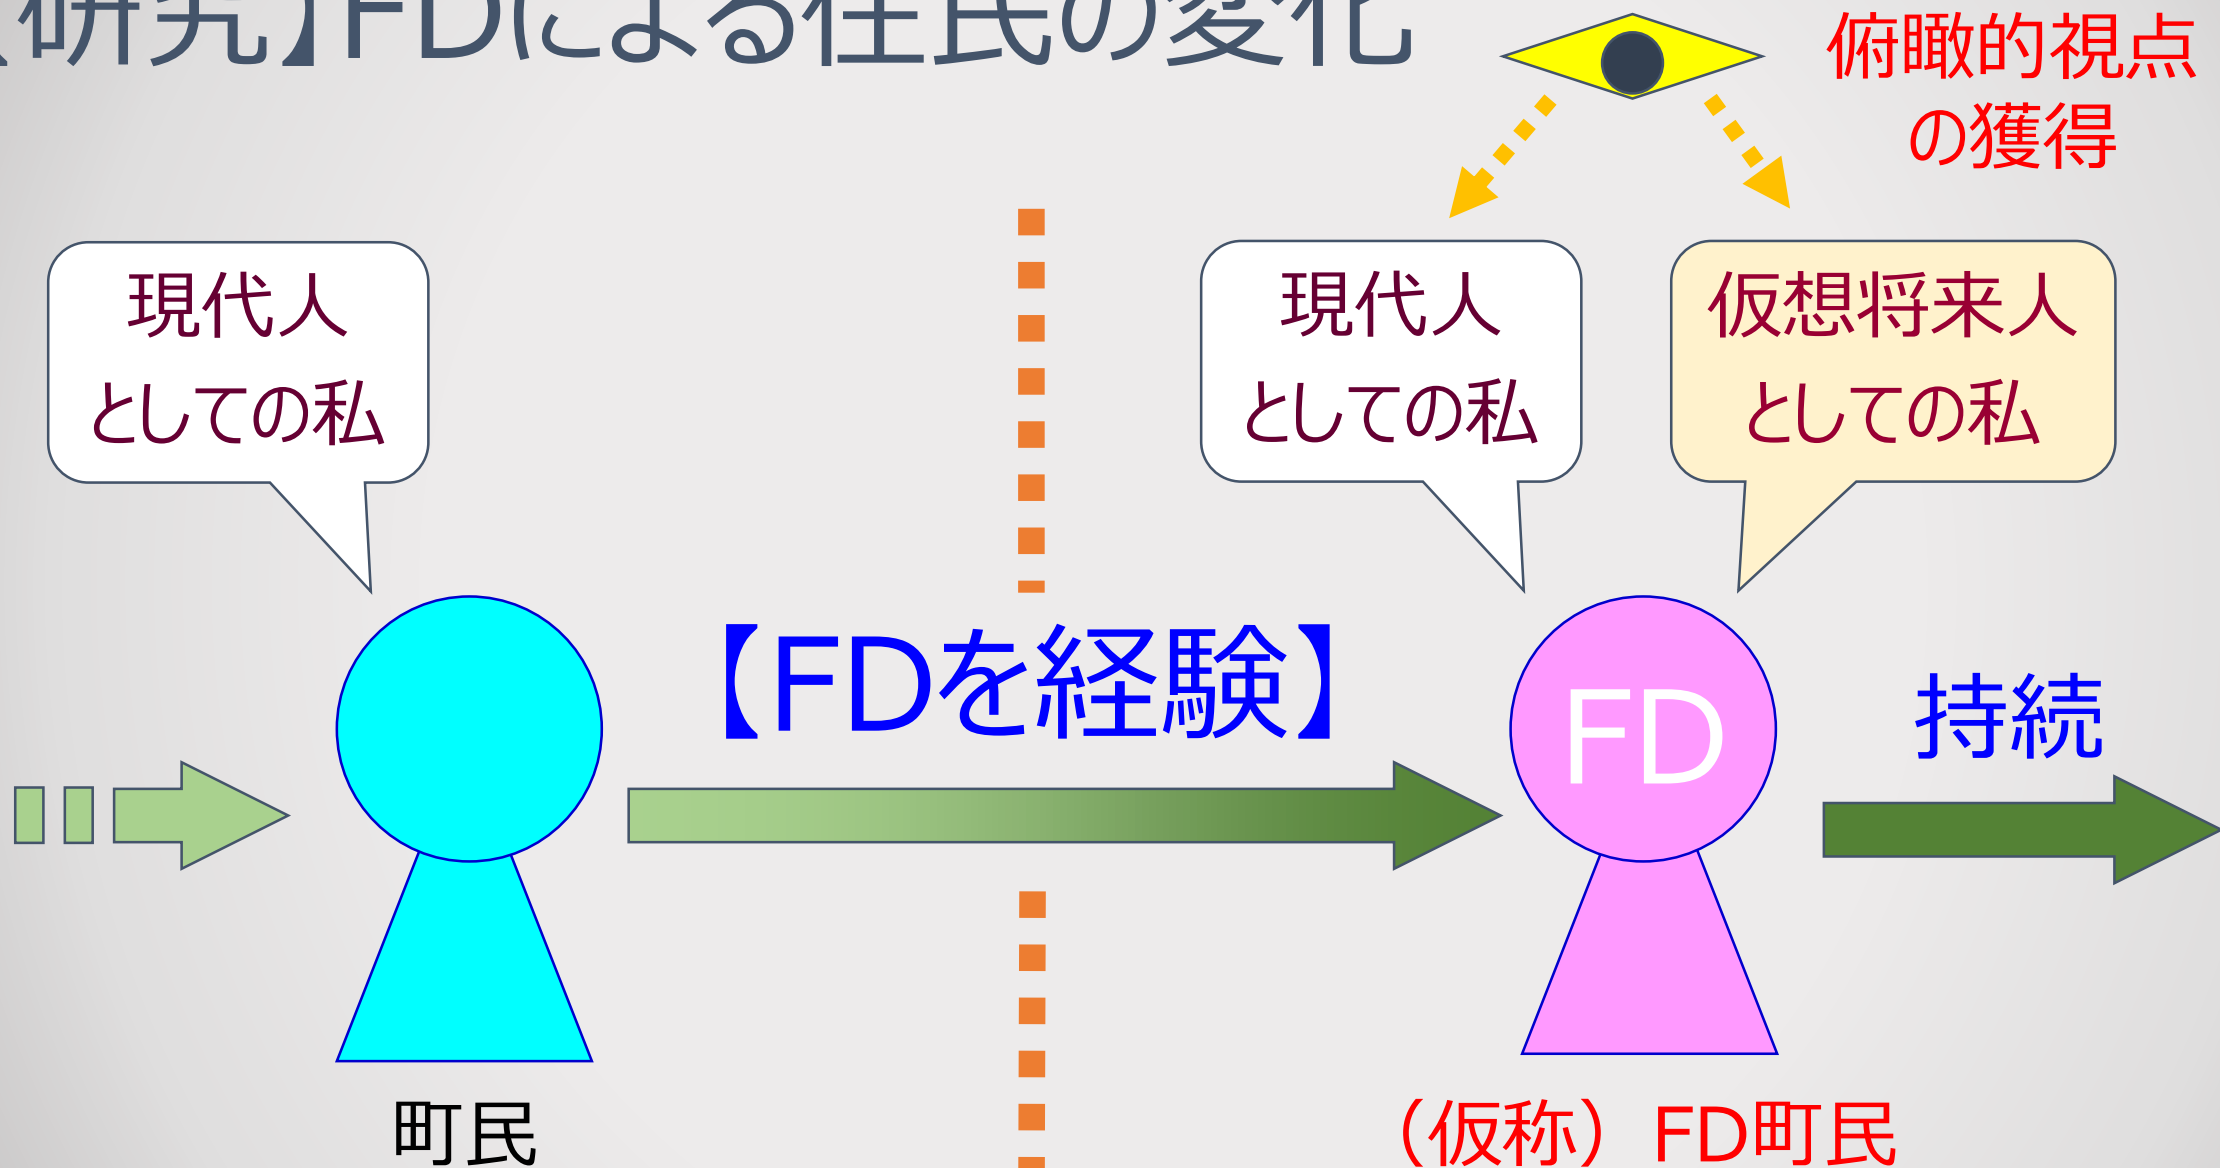 【研究】FDによる住民の変化
俯瞰的視点
の獲得
現代人
としての私
現代人
としての私
仮想将来人
としての私
【FDを経験】
FD
持続
町民
（仮称）FD町民